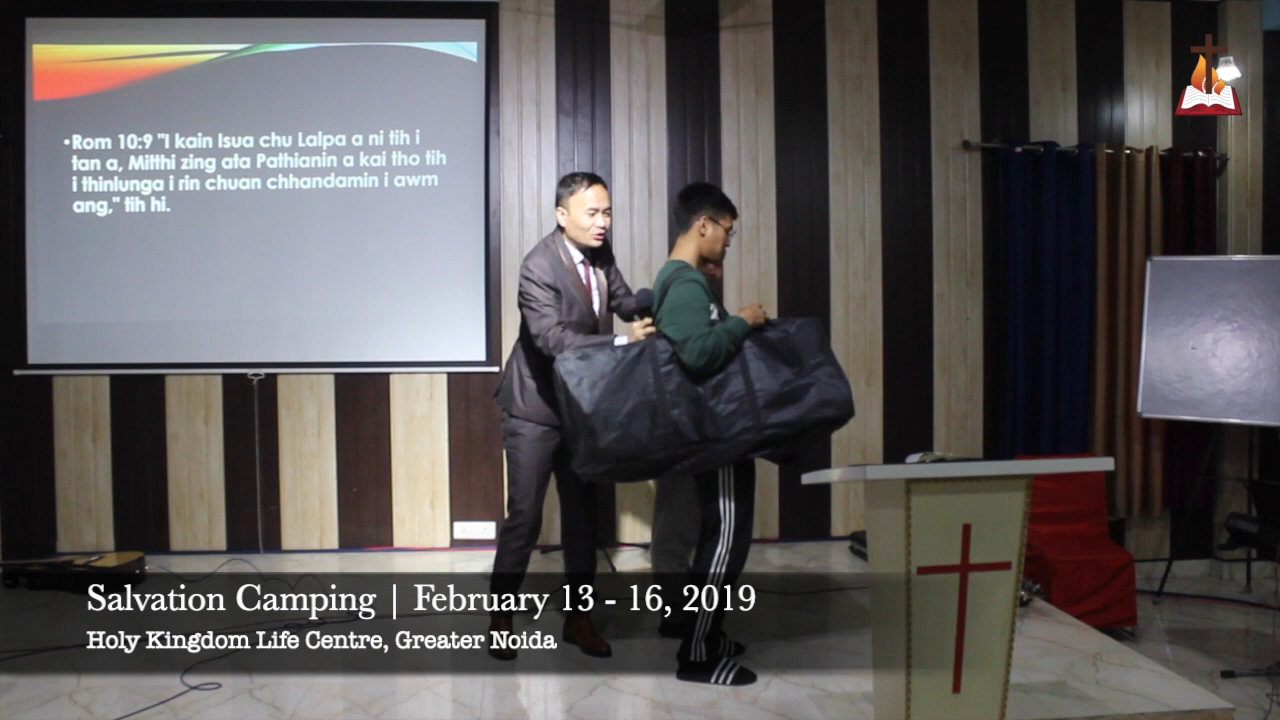 •Rom 10:9 "I kain Isua chu Lalpa a ni tih i
tan a, Mitthi zing ata Pathianin a kai tho tih
i thinlunga i rin chuan chhandamin i awm
ang," tih hi.
Salvation Camping | February 13 - 16, 2019
Holy Kingdom Life Centre, Greater Noida